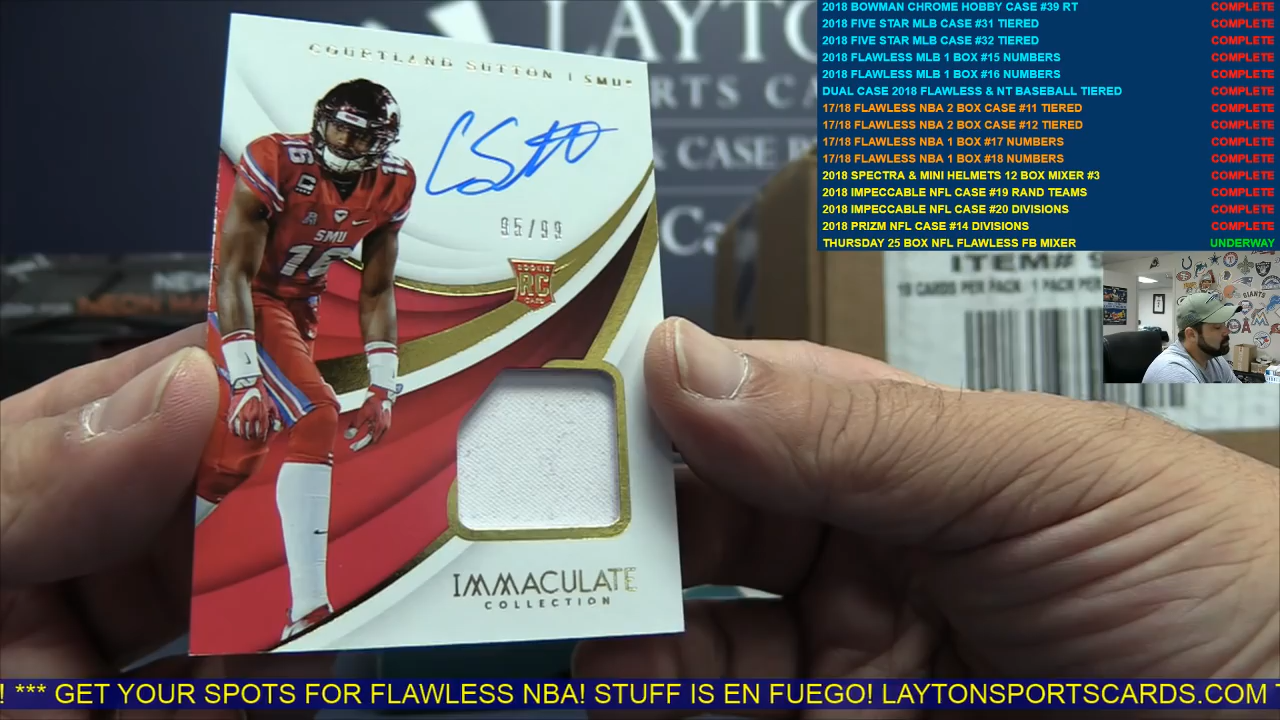 2018 BOWMAN CHROME HOBBY CASE #39 RT COMPLETE
2018 FIVE STAR MLB CASE #31 TIERED COMPLETE
2018 FIVE STAR MLB CASE #32 TIERED COMPLETE
2018 FLAWLESS MLB 1 BOX #15 NUMBERS COMPLETE
2018 FLAWLESS MLB 1 BOX #16 NUMBERS COMPLETE
DUAL CASE 2018 FLAWLESS & NT BASEBALL TIERED COMPLETE
17/18 FLAWLESS NBA 2 BOX CASE #11 TIERED COMPLETE
17/18 FLAWLESS NBA 2 BOX CASE #12 TIERED COMPLETE
17/18 FLAWLESS NBA 1 BOX #17 NUMBERS COMPLETE
17/18 FLAWLESS NBA 1 BOX #18 NUMBERS COMPLETE
2018 SPECTRA & MINI HELMETS 12 BOX MIXER #3 COMPLETE
2018 IMPECCABLE NFL CASE #19 RAND TEAMS COMPLETE
2018 IMPECCABLE NFL CASE #20 DIVISIONS COMPLETE
2018 PRIZM NFL CASE #14 DIVISIONS COMPLETE
THURSDAY 25 BOX NFL FLAWLESS FB MIXER UNDERWAY
LAYTON
RTS CA
& CASE
COURTLAND SUTTON | SMU
16
SMU
16
95/99
ROOKIE
RC
CARD
IMMACULATE
COLLECTION
ITEM#
10 CARDS PER PACK 1 PACK PER
GIANTS
! *** GET YOUR SPOTS FOR FLAWLESS NBA! STUFF IS EN FUEGO! LAYTONSPORTSCARDS.COM